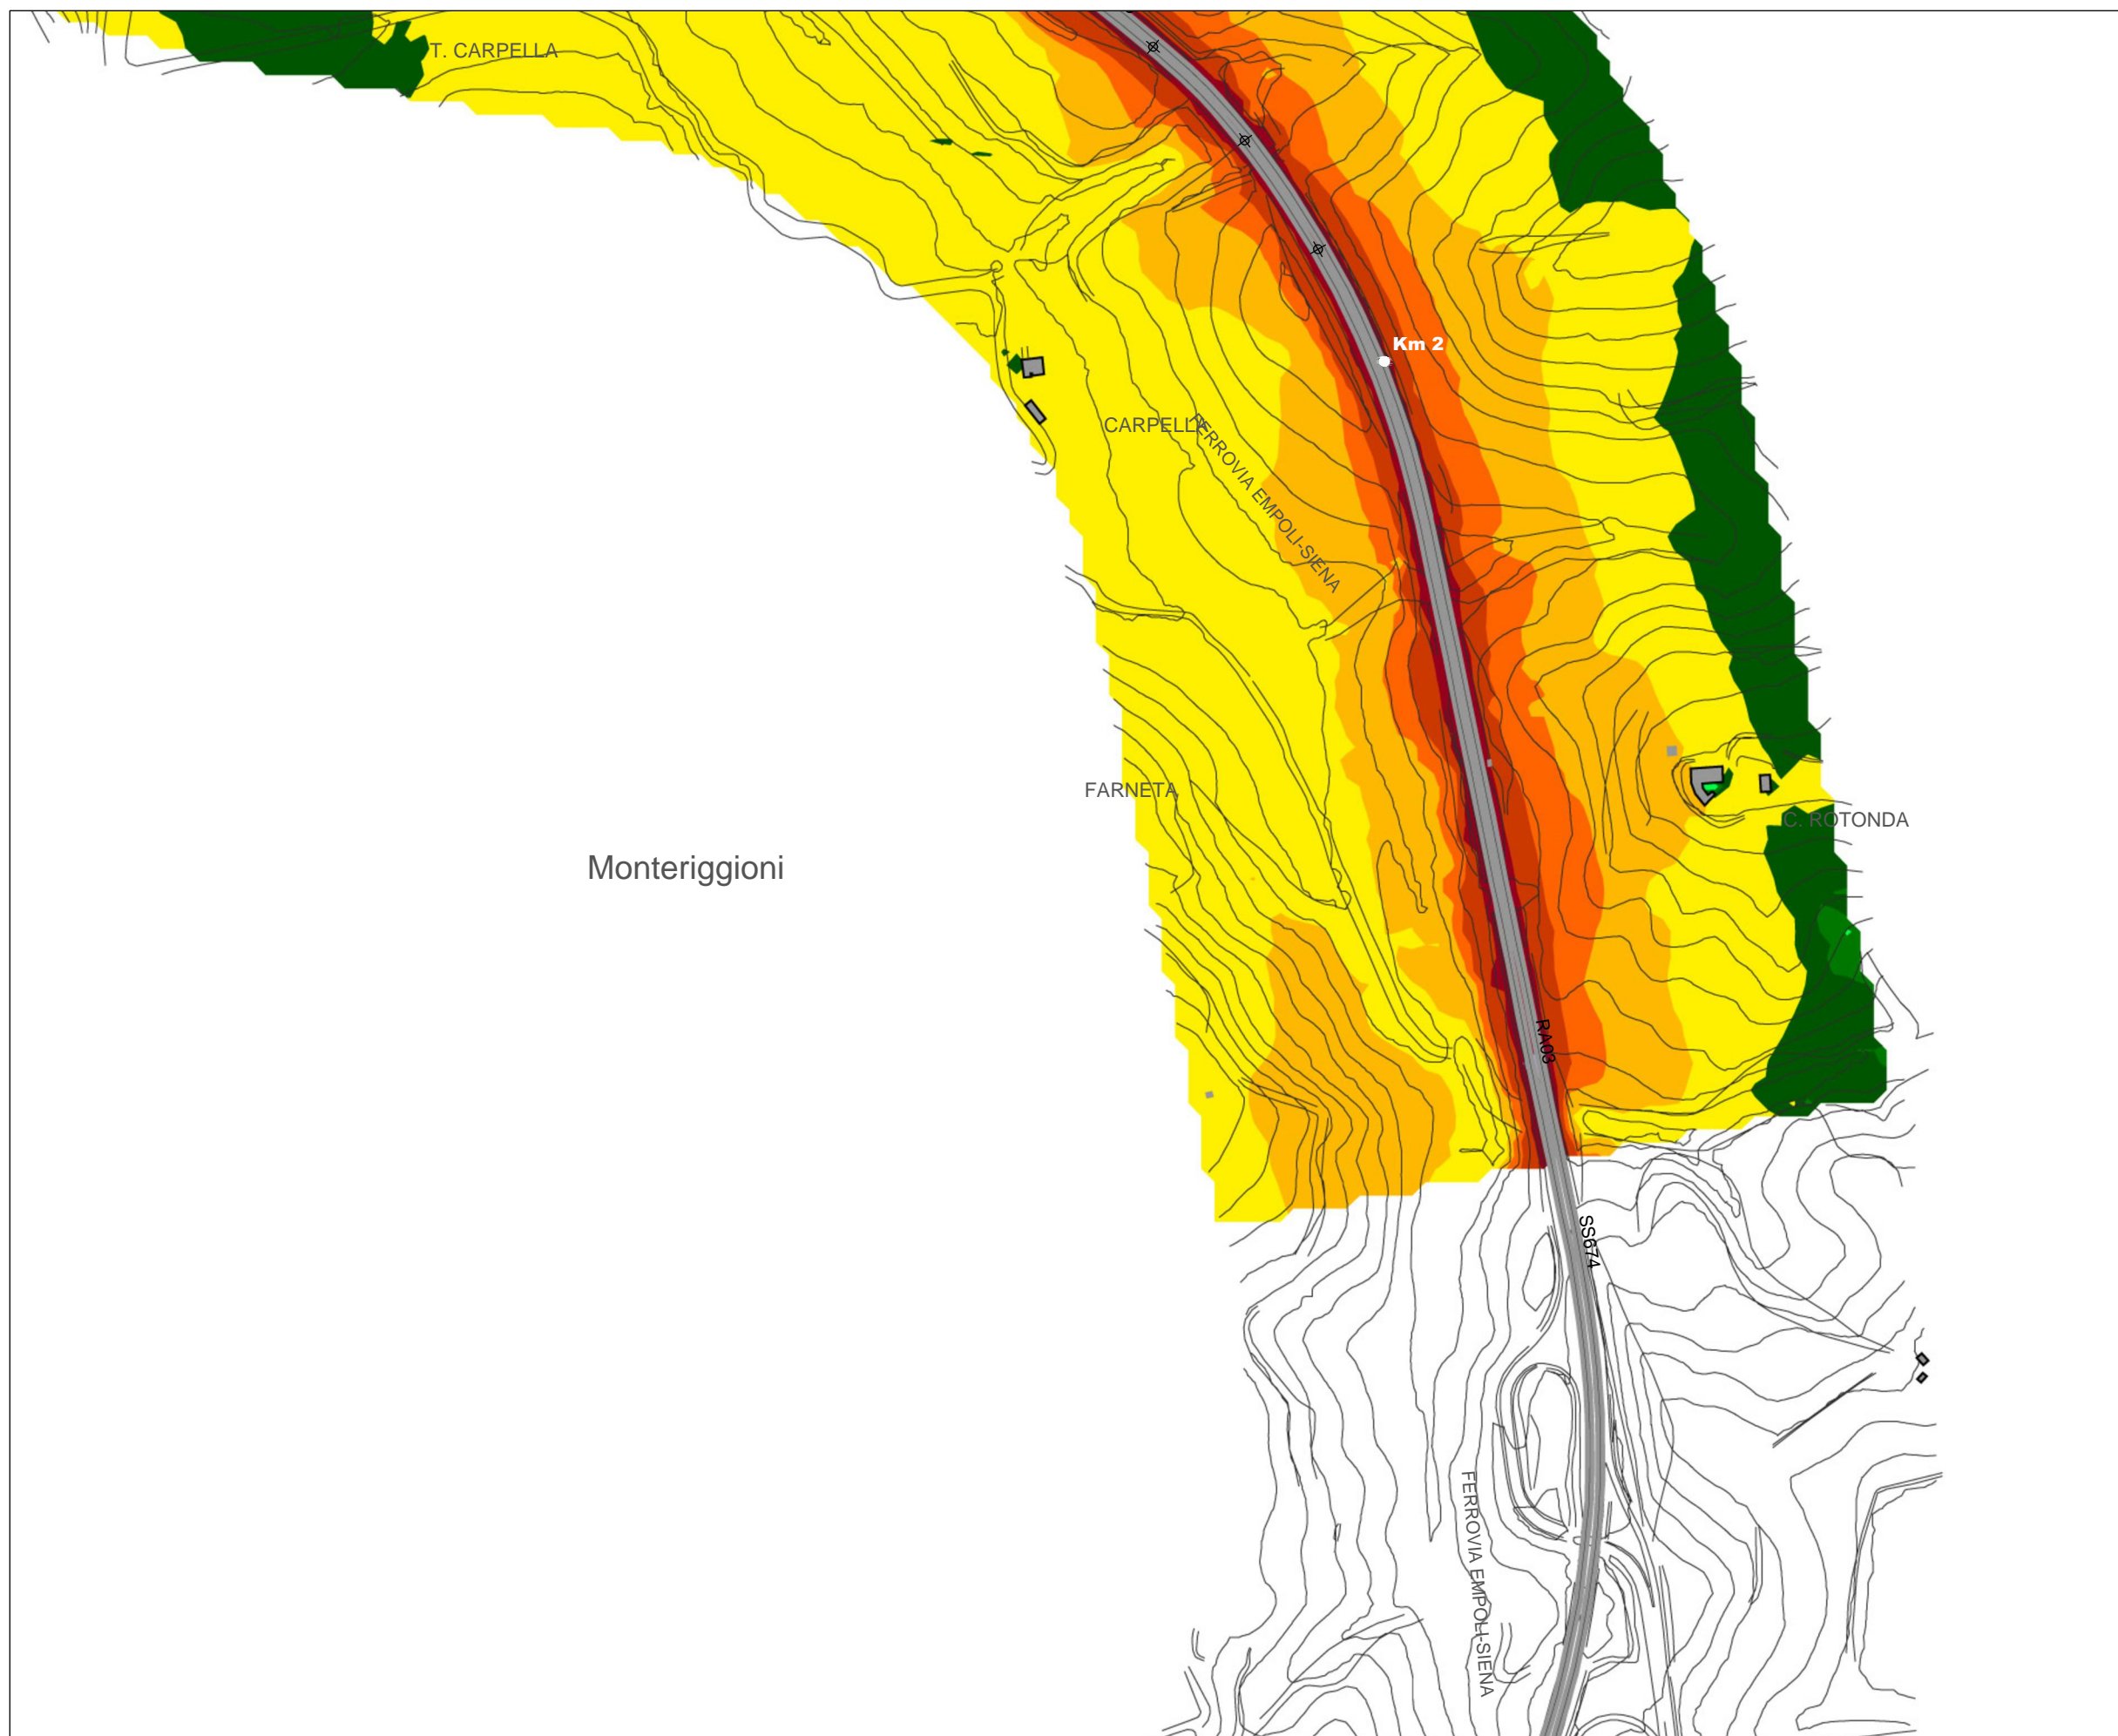 T. CARPELLA
Km 2
CARPELLA
FERROVIA EMPOLI-SIENA
FARNETA
C. ROTONDA
Monteriggioni
RA03
SS674
FERROVIA EMPOLI-SIENA